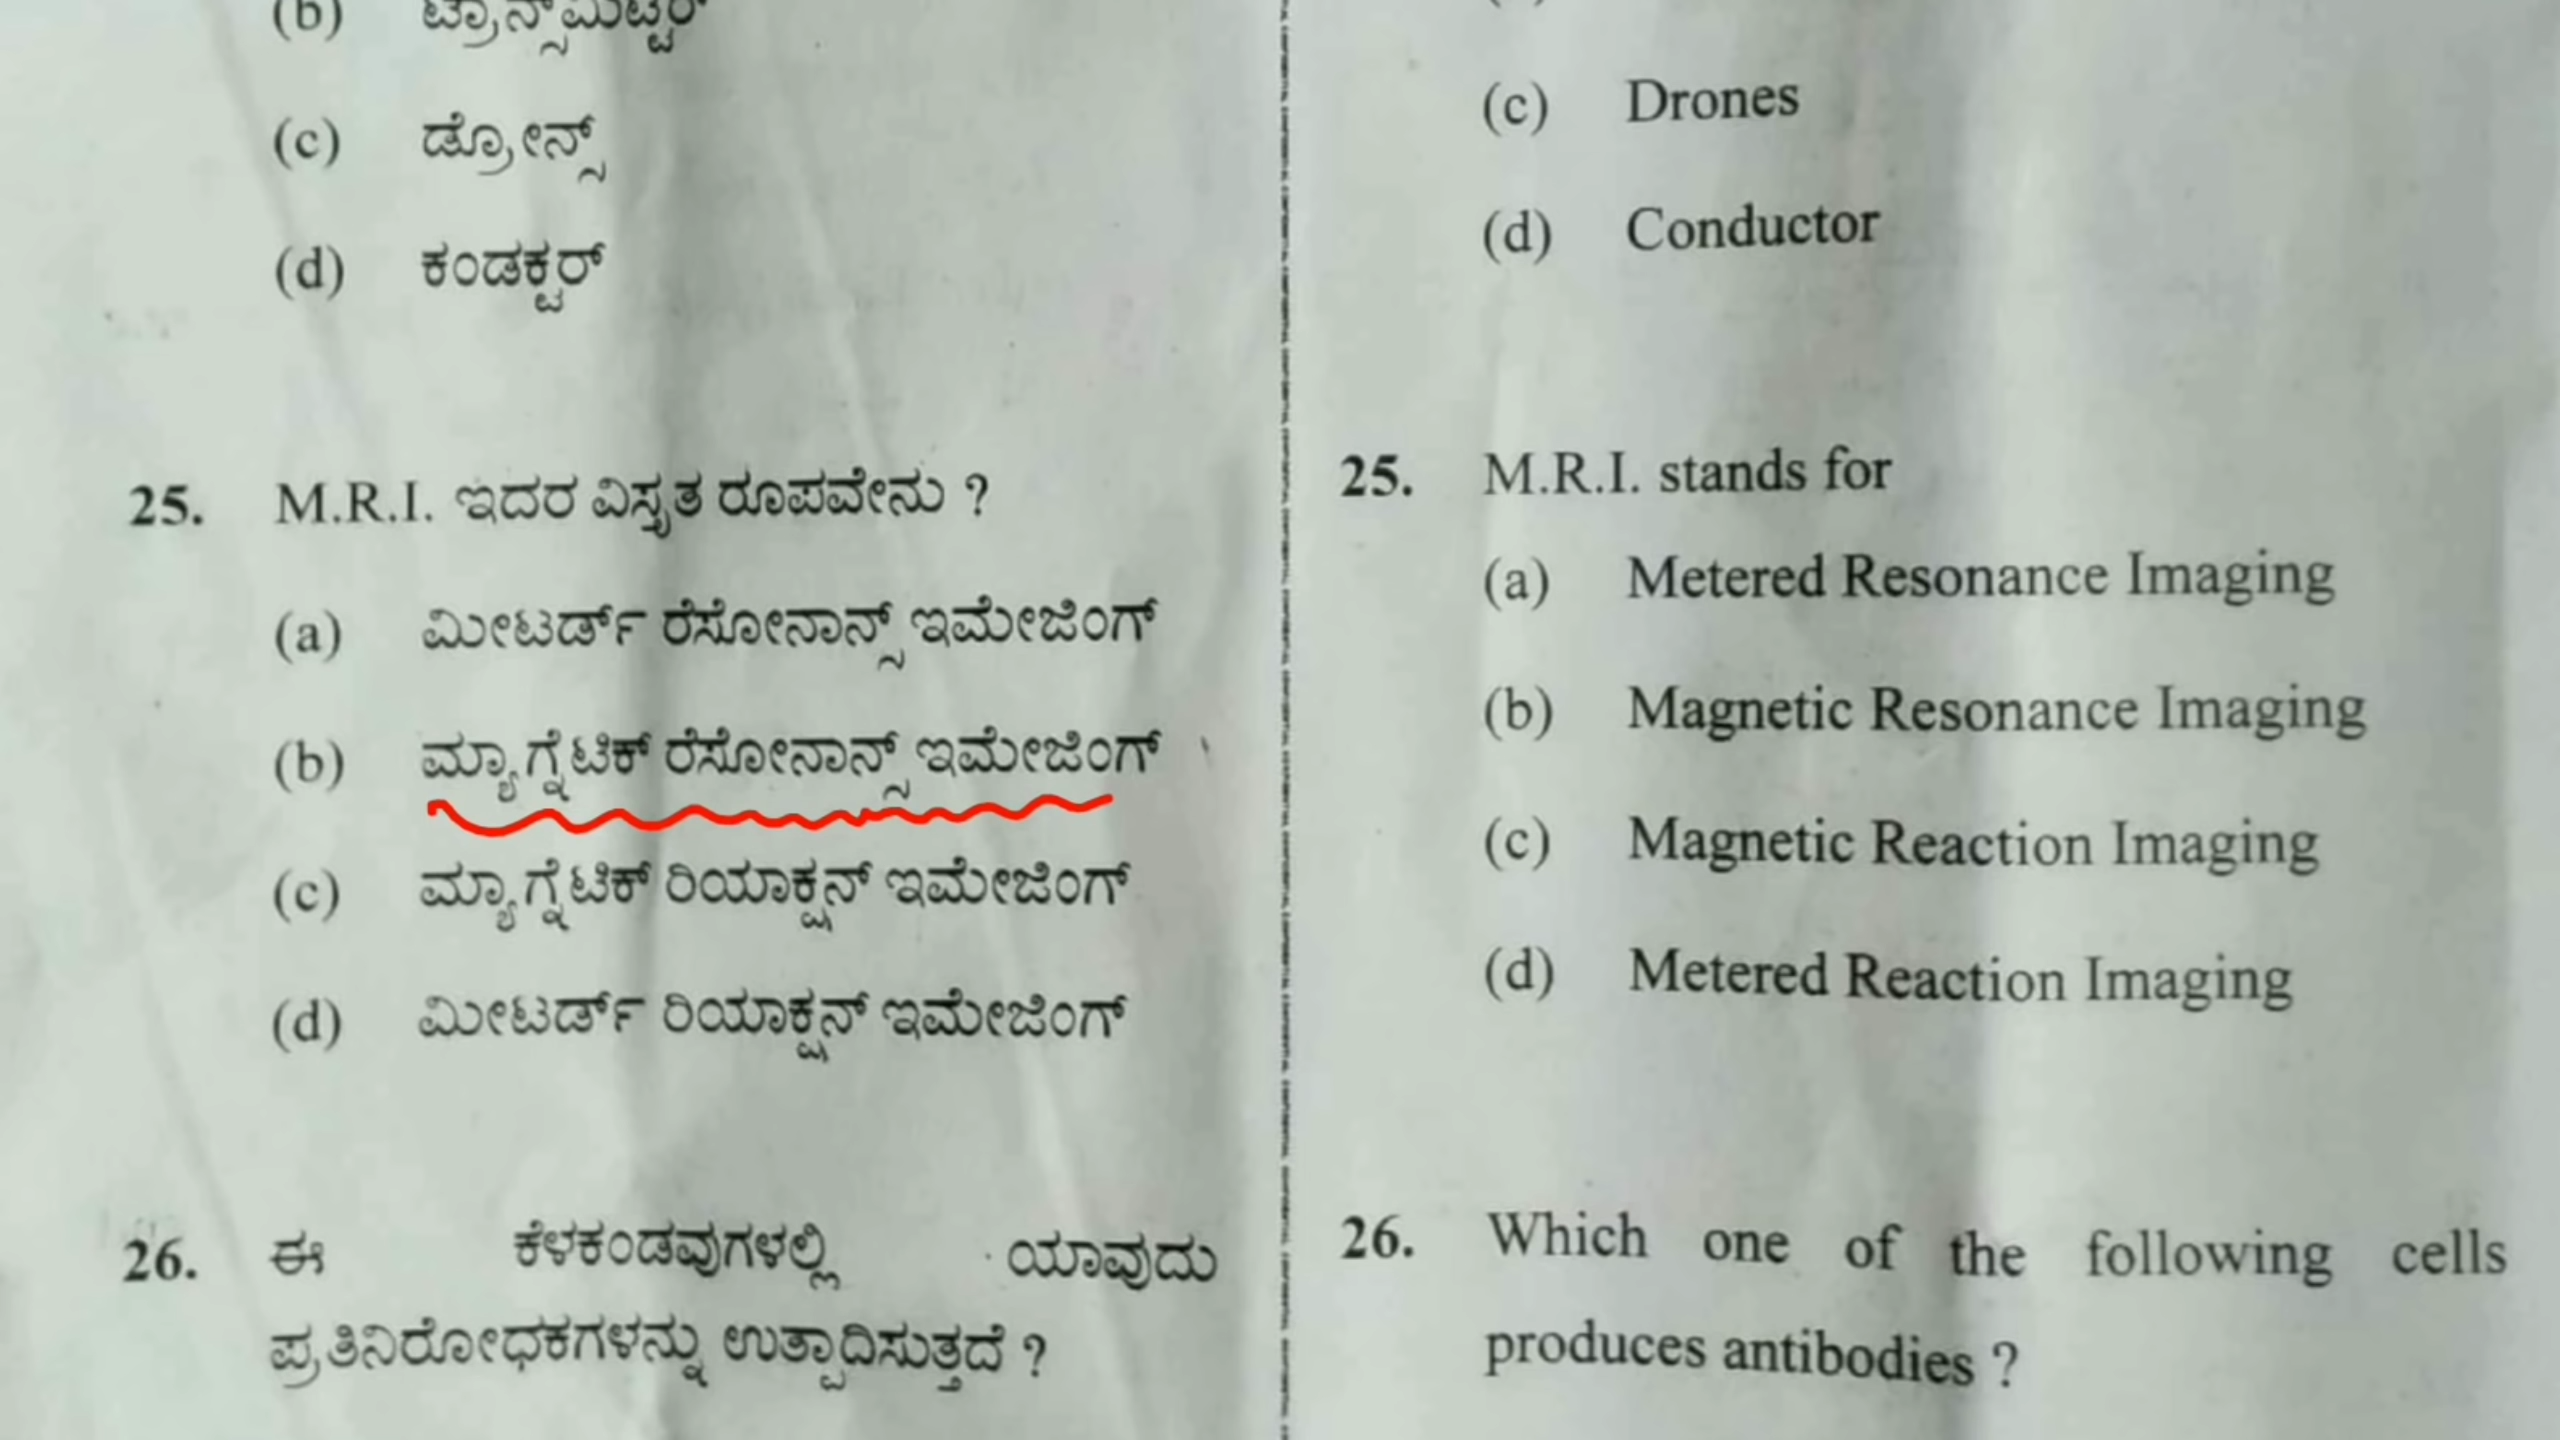 (b) ಟ್ರಾನ್ಸ್‌ಮಿಟ್ಟರ್
(c) ಡ್ರೋನ್ಸ್
(d) ಕಂಡಕ್ಟರ್
25. M.R.I. ಇದರ ವಿಸ್ತೃತ ರೂಪವೇನು ?
(a) ಮೀಟರ್ಡ್ ರೆಸೋನಾನ್ಸ್ ಇಮೇಜಿಂಗ್
(b) ಮ್ಯಾಗ್ನೆಟಿಕ್ ರೆಸೋನಾನ್ಸ್ ಇಮೇಜಿಂಗ್
(c) ಮ್ಯಾಗ್ನೆಟಿಕ್ ರಿಯಾಕ್ಷನ್ ಇಮೇಜಿಂಗ್
(d) ಮೀಟರ್ಡ್ ರಿಯಾಕ್ಷನ್ ಇಮೇಜಿಂಗ್
26. ಈ ಕೆಳಕಂಡವುಗಳಲ್ಲಿ ಯಾವುದು
ಪ್ರತಿನಿರೋಧಕಗಳನ್ನು ಉತ್ಪಾದಿಸುತ್ತದೆ ?
(c) Drones
(d) Conductor
25. M.R.I. stands for
(a) Metered Resonance Imaging
(b) Magnetic Resonance Imaging
(c) Magnetic Reaction Imaging
(d) Metered Reaction Imaging
26. Which one of the following cells
produces antibodies ?